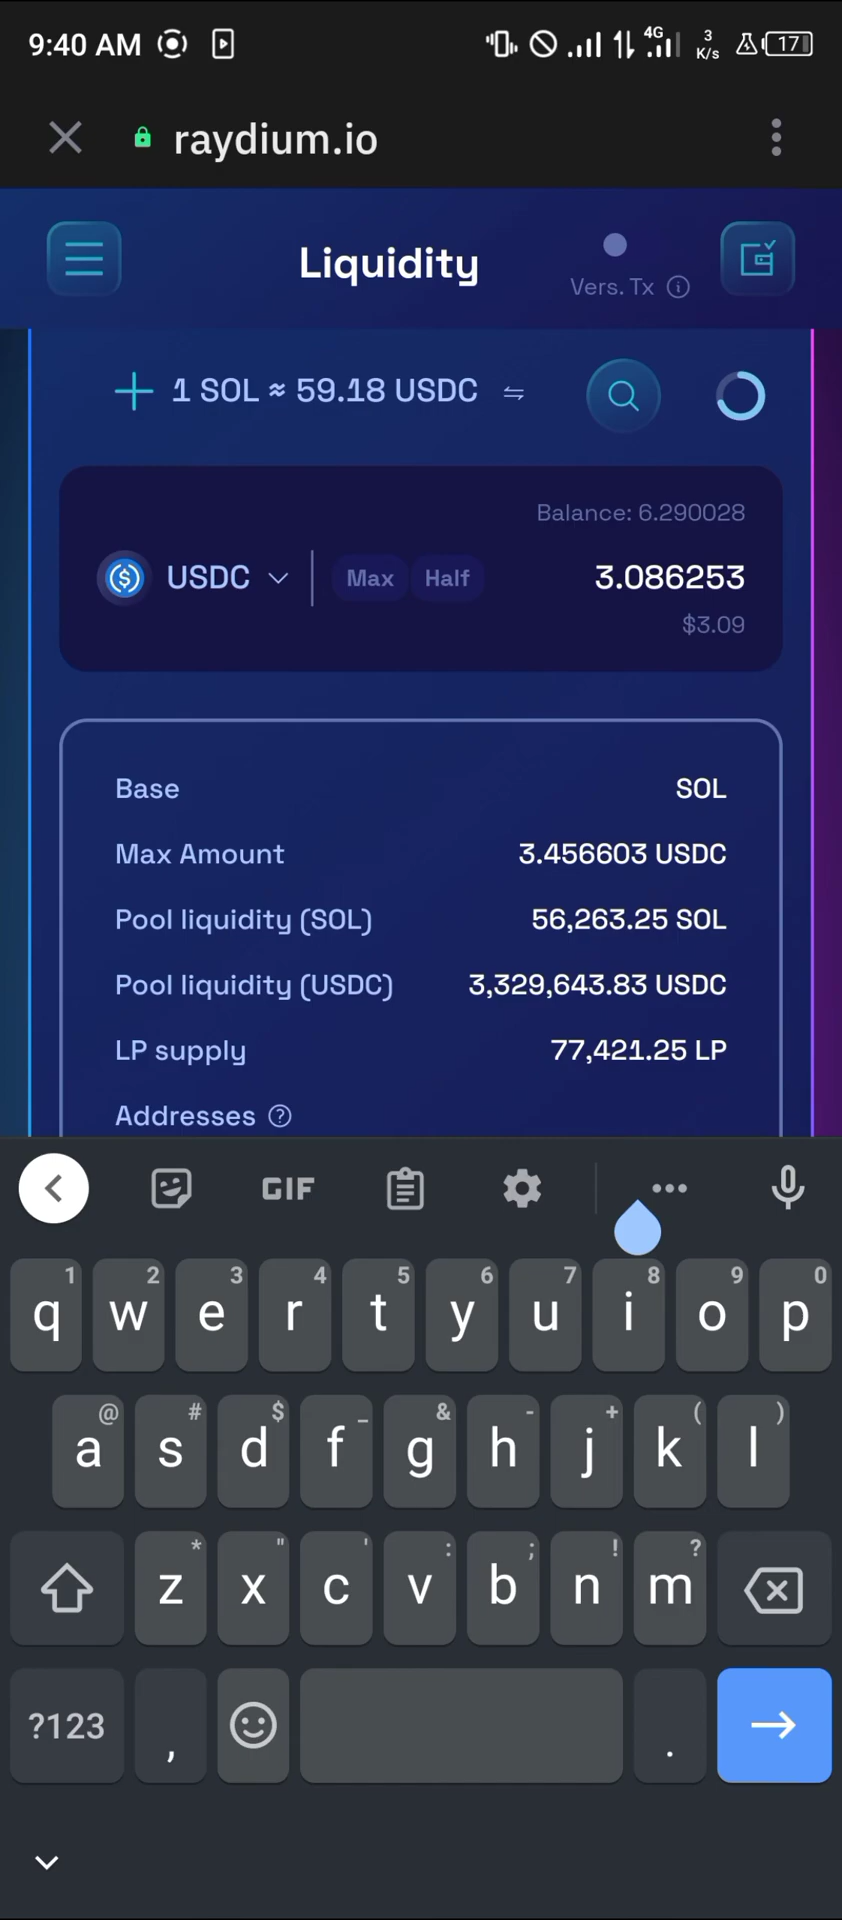 9:40 AM 4G 3 K/s 17
raydium.io
Liquidity
Vers. Tx
1 SOL ≈ 59.18 USDC
Balance: 6.290028
USDC Max Half 3.086253
$3.09
Base SOL
Max Amount 3.456603 USDC
Pool liquidity (SOL) 56,263.25 SOL
Pool liquidity (USDC) 3,329,643.83 USDC
LP supply 77,421.25 LP
Addresses ?
GIF
1 2 3 4 5 6 7 8 9 0
q w e r t y u i o p
@ # $ _ & - + ( )
a s d f g h j k l
* " ' : ; ! ?
z x c v b n m
?123 , .